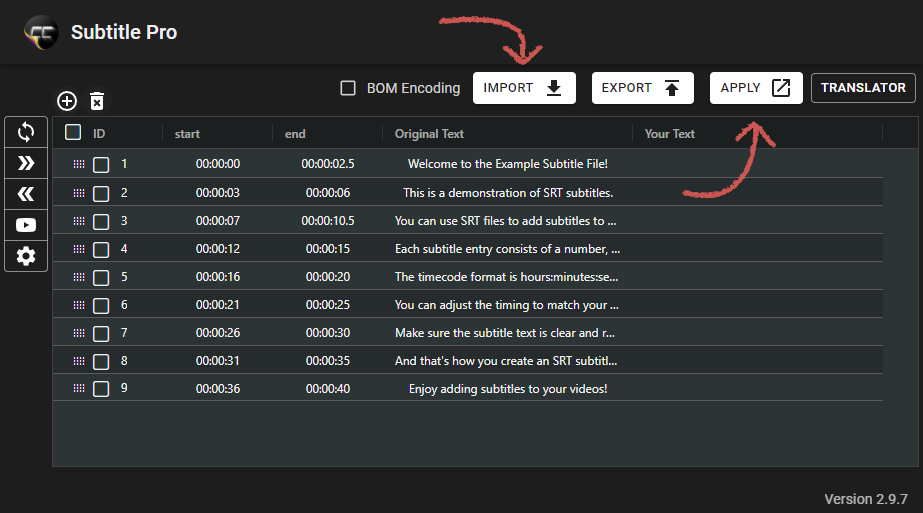 Subtitle Pro
BOM Encoding IMPORT EXPORT APPLY TRANSLATOR
ID start end Original Text Your Text
1 00:00:00 00:00:02.5 Welcome to the Example Subtitle File!
2 00:00:03 00:00:06 This is a demonstration of SRT subtitles.
3 00:00:07 00:00:10.5 You can use SRT files to add subtitles to ...
4 00:00:12 00:00:15 Each subtitle entry consists of a number, ...
5 00:00:16 00:00:20 The timecode format is hours:minutes:se...
6 00:00:21 00:00:25 You can adjust the timing to match your ...
7 00:00:26 00:00:30 Make sure the subtitle text is clear and r...
8 00:00:31 00:00:35 And that's how you create an SRT subtitl...
9 00:00:36 00:00:40 Enjoy adding subtitles to your videos!
Version 2.9.7